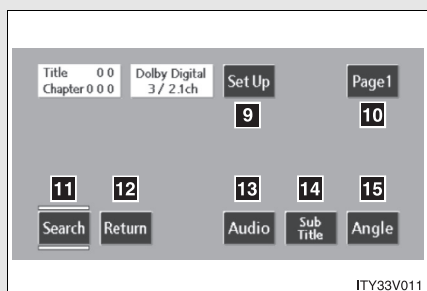 Title 0 0
Chapter 0 0 0
Dolby Digital
3 / 2.1ch
Set Up
Page1
9
10
11
12
13
14
15
Search
Return
Audio
Sub
Title
Angle
ITY33V011